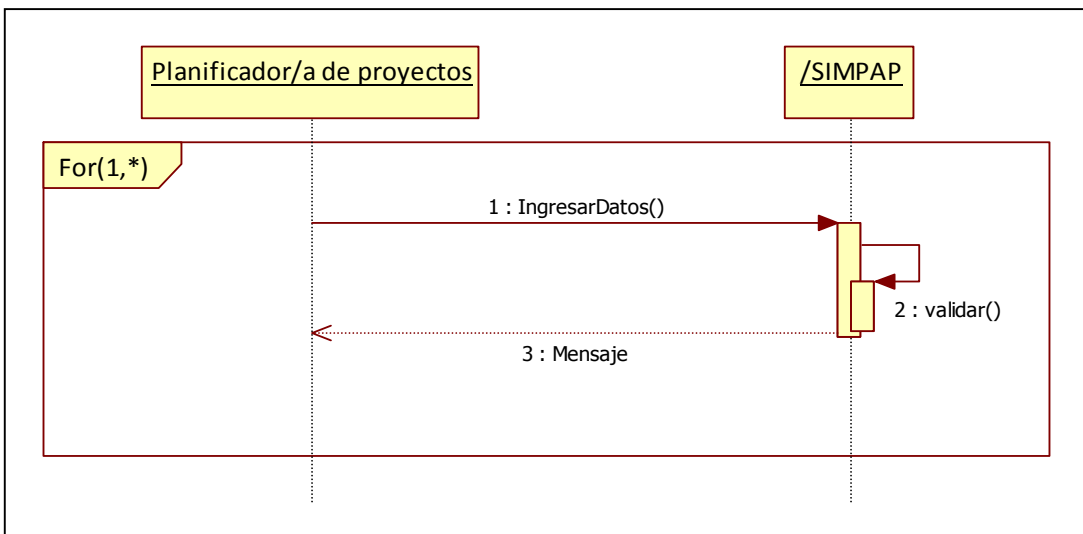 Planificador/a de proyectos
/SIMPAP
For(1,*)
1 : IngresarDatos()
2 : validar()
3 : Mensaje